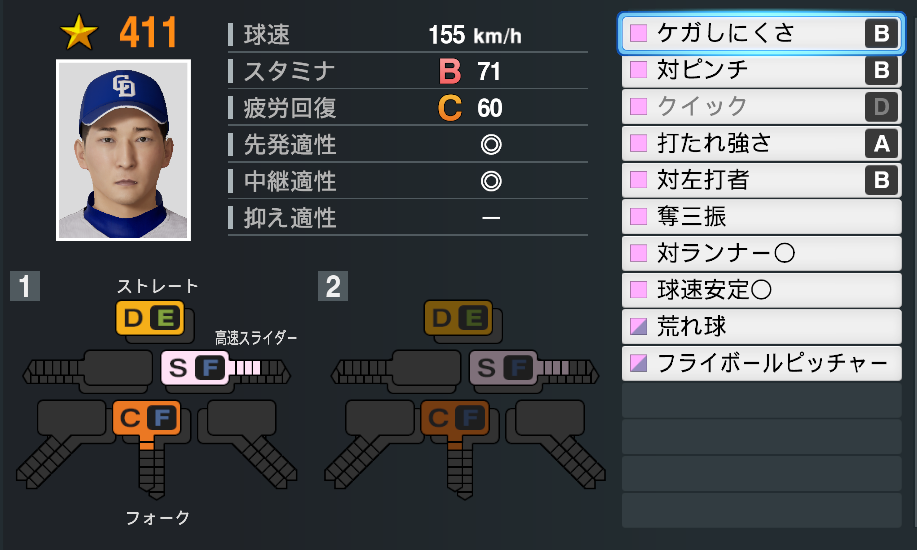 411
球速 155 km/h
スタミナ B 71
疲労回復 C 60
先発適性 ◎
中継適性 ◎
抑え適性 ―
ケガしにくさ B
対ピンチ B
クイック D
打たれ強さ A
対左打者 B
奪三振
対ランナー〇
球速安定〇
荒れ球
フライボールピッチャー
1
ストレート
D E
高速スライダー
S F
C F
フォーク
2
D E
S F
C F
CD